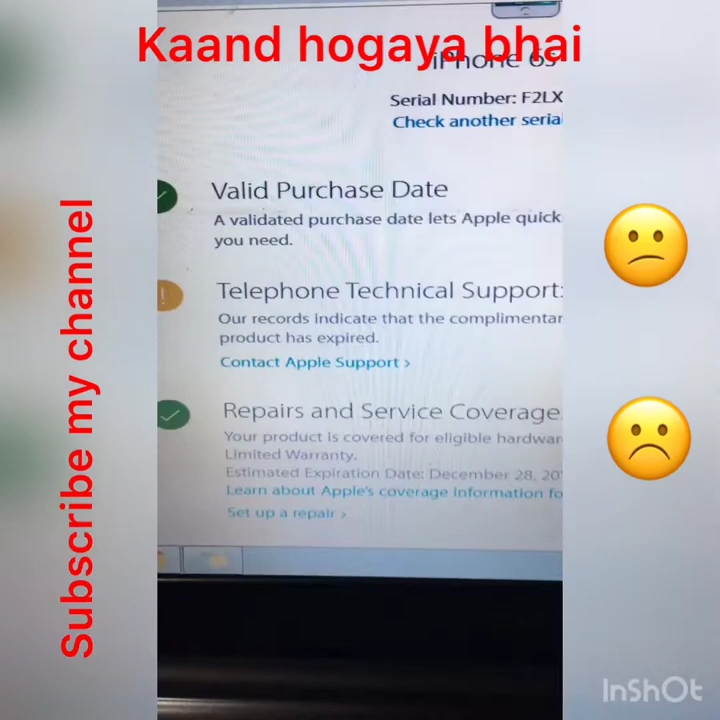 Kaand hogaya bhai
iPhone 6s
Serial Number: F2LX
Check another seria
Valid Purchase Date
A validated purchase date lets Apple quick
you need.
Telephone Technical Support:
Our records indicate that the complimentar
product has expired.
Contact Apple Support >
Repairs and Service Coverage
Your product is covered for eligible hardwar
Limited Warranty.
Estimated Expiration Date: December 28, 20
Learn about Apple's coverage information fo
Set up a repair >
Subscribe my channel
InShOt